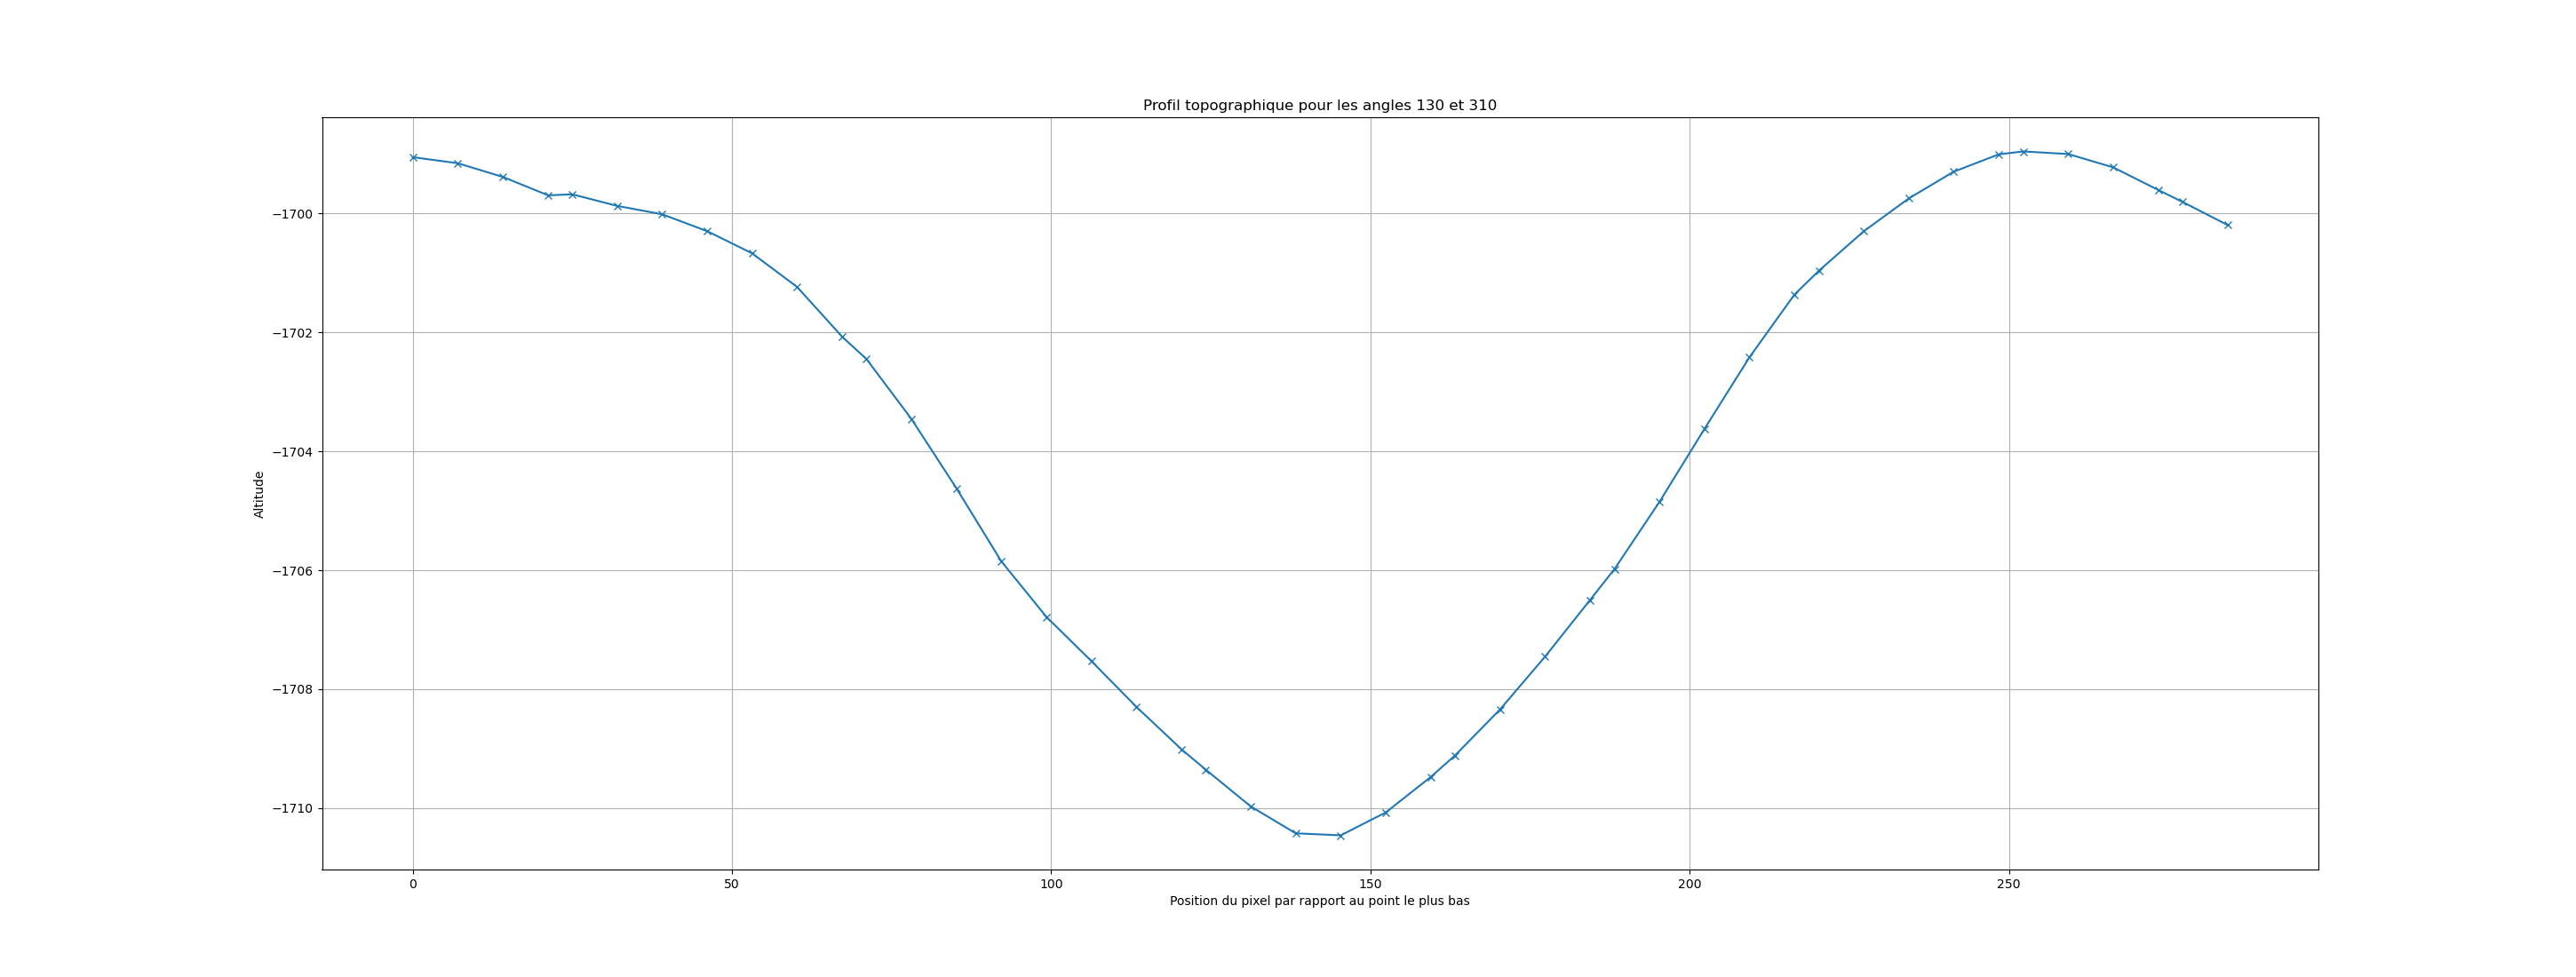 Profil topographique pour les angles 130 et 310
−1700
−1702
−1704
−1706
−1708
−1710
Altitude
0 50 100 150 200 250
Position du pixel par rapport au point le plus bas